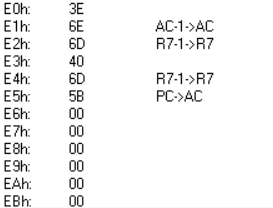 E0h: 3E
E1h: 6E AC-1->AC
E2h: 6D R7-1->R7
E3h: 40
E4h: 6D R7-1->R7
E5h: 5B PC->AC
E6h: 00
E7h: 00
E8h: 00
E9h: 00
EAh: 00
EBh: 00